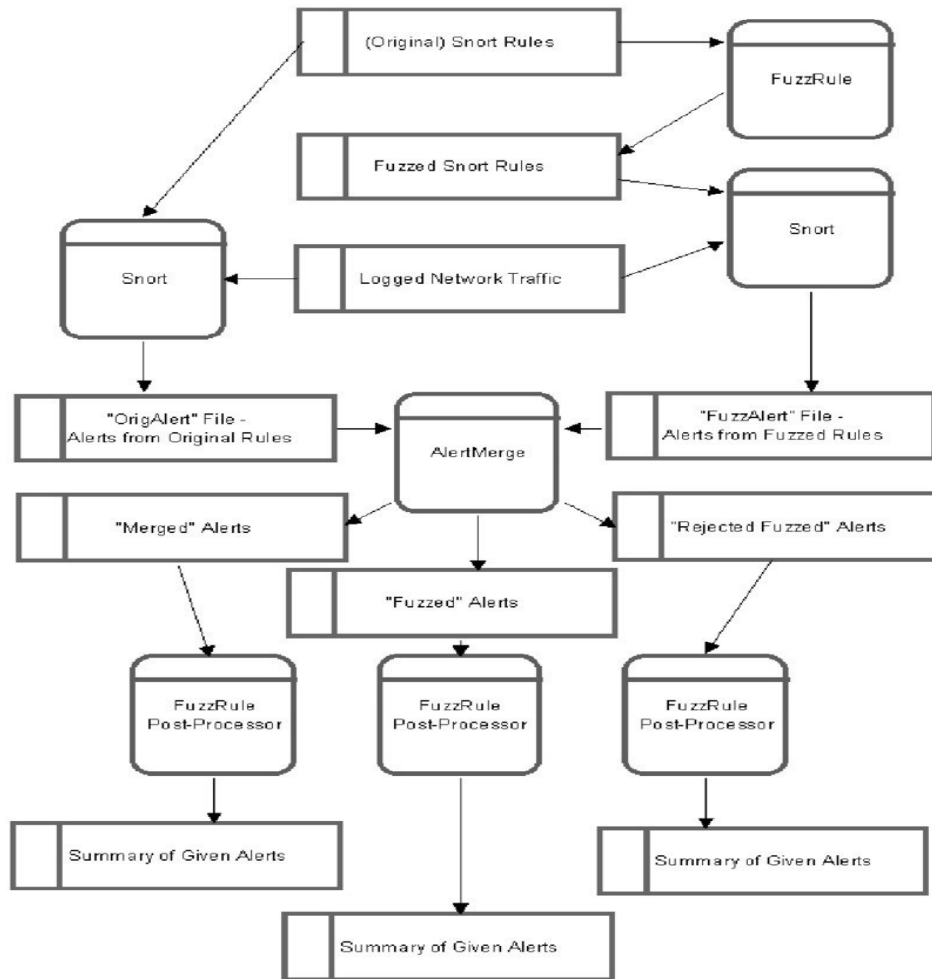 (Original) Snort Rules
FuzzRule
Fuzzed Snort Rules
Snort
Snort
Logged Network Traffic
"OrigAlert" File -
Alerts from Original Rules
AlertMerge
"FuzzAlert" File -
Alerts from Fuzzed Rules
"Merged" Alerts
"Rejected Fuzzed" Alerts
"Fuzzed" Alerts
FuzzRule
Post-Processor
FuzzRule
Post-Processor
FuzzRule
Post-Processor
Summary of Given Alerts
Summary of Given Alerts
Summary of Given Alerts